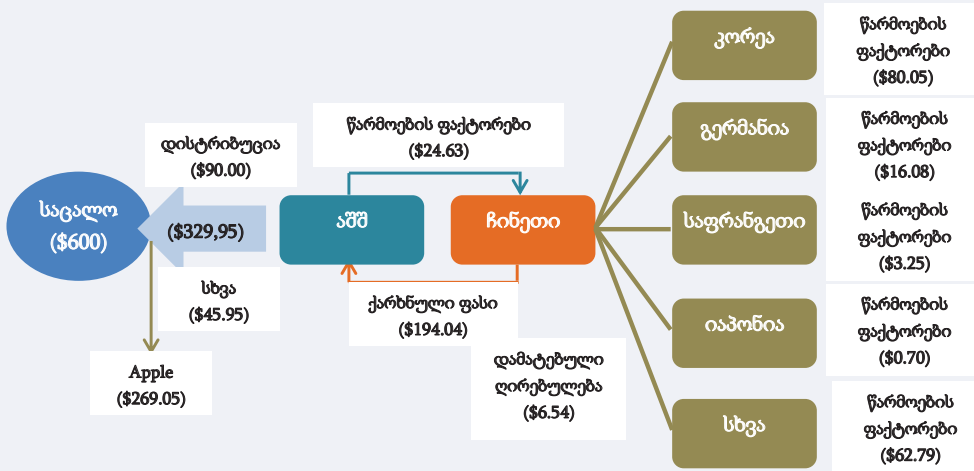 საცალო
($600)
დისტრიბუცია
($90.00)
($329,95)
სხვა
($45.95)
Apple
($269.05)
წარმოების ფაქტორები
($24.63)
აშშ
ჩინეთი
ქარხნული ფასი
($194.04)
დამატებული
ღირებულება
($6.54)
კორეა
წარმოების
ფაქტორები
($80.05)
გერმანია
წარმოების
ფაქტორები
($16.08)
საფრანგეთი
წარმოების
ფაქტორები
($3.25)
იაპონია
წარმოების
ფაქტორები
($0.70)
სხვა
წარმოების
ფაქტორები
($62.79)